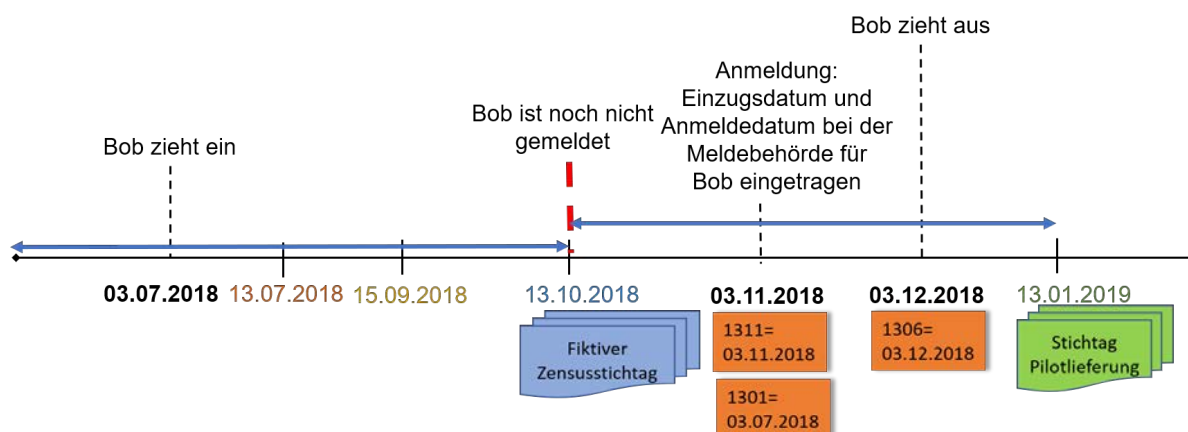 Bob zieht aus
Anmeldung:
Einzugsdatum und
Anmeldedatum bei der
Meldebehörde für
Bob eingetragen
Bob ist noch nicht
gemeldet
Bob zieht ein
03.07.2018
13.07.2018
15.09.2018
13.10.2018
03.11.2018
03.12.2018
13.01.2019
Fiktiver
Zensusstichtag
1311=
03.11.2018
1301=
03.07.2018
1306=
03.12.2018
Stichtag
Pilotlieferung